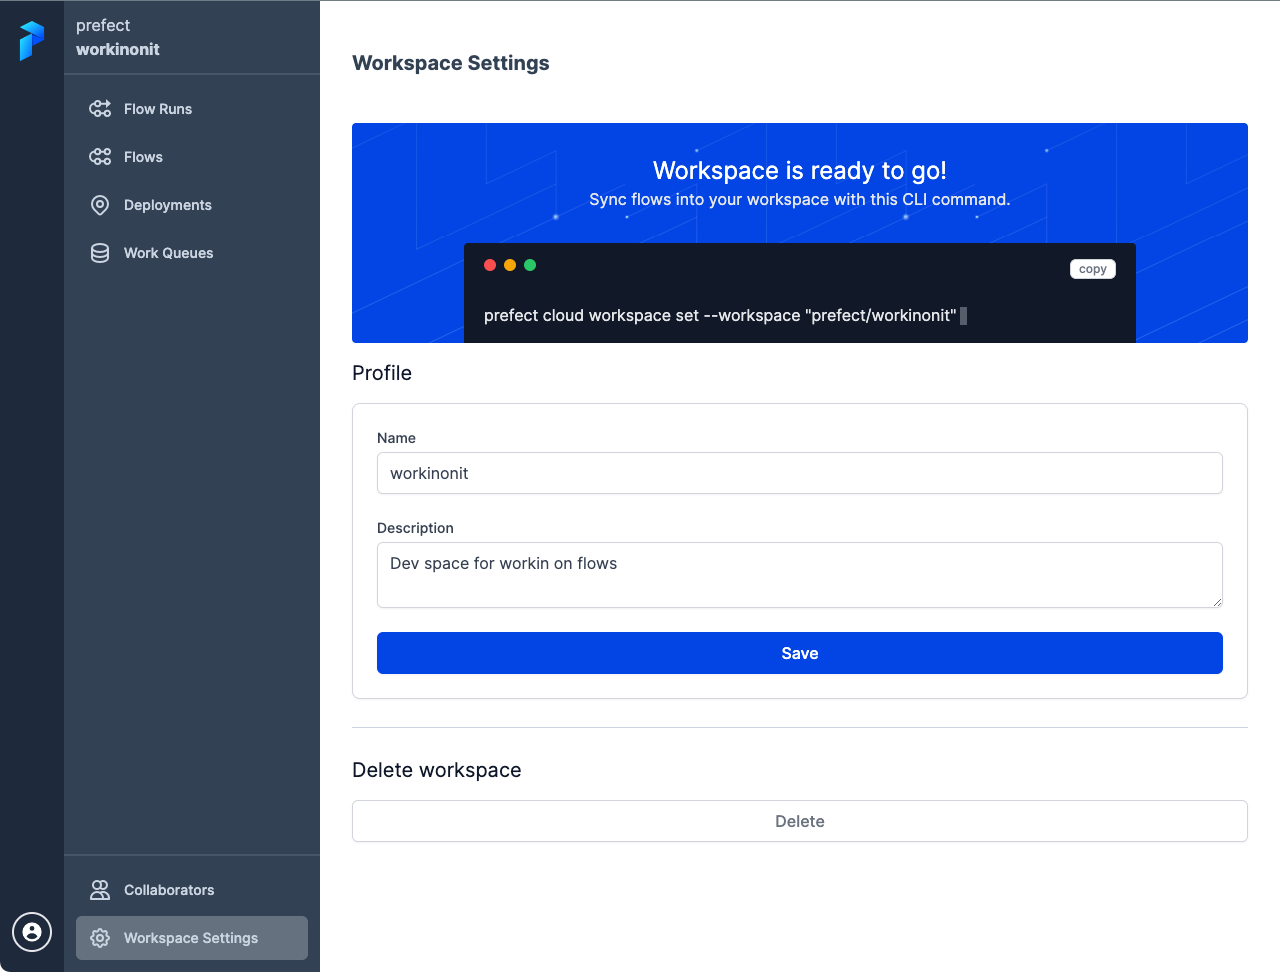 prefect
workinonit
Flow Runs
Flows
Deployments
Work Queues
Collaborators
Workspace Settings
Workspace Settings
Workspace is ready to go!
Sync flows into your workspace with this CLI command.
copy
prefect cloud workspace set --workspace "prefect/workinonit"
Profile
Name
workinonit
Description
Dev space for workin on flows
Save
Delete workspace
Delete